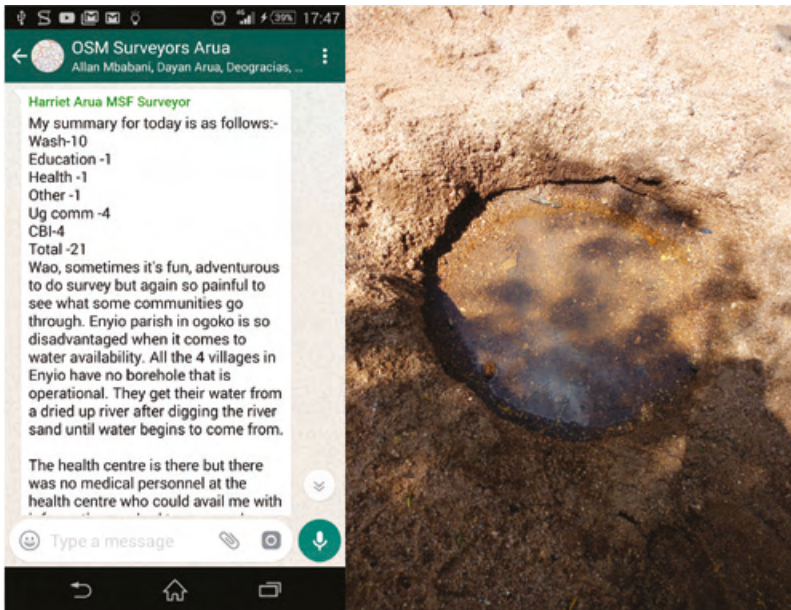 39% 17:47
OSM Surveyors Arua
Allan Mbabani, Dayan Arua, Deogracias, ...
Harriet Arua MSF Surveyor
My summary for today is as follows:-
Wash-10
Education -1
Health -1
Other -1
Ug comm -4
CBI-4
Total -21
Wao, sometimes it's fun, adventurous
to do survey but again so painful to
see what some communities go
through. Enyio parish in ogoko is so
disadvantaged when it comes to
water availability. All the 4 villages in
Enyio have no borehole that is
operational. They get their water from
a dried up river after digging the river
sand until water begins to come from.
The health centre is there but there
was no medical personnel at the
health centre who could avail me with
Type a message